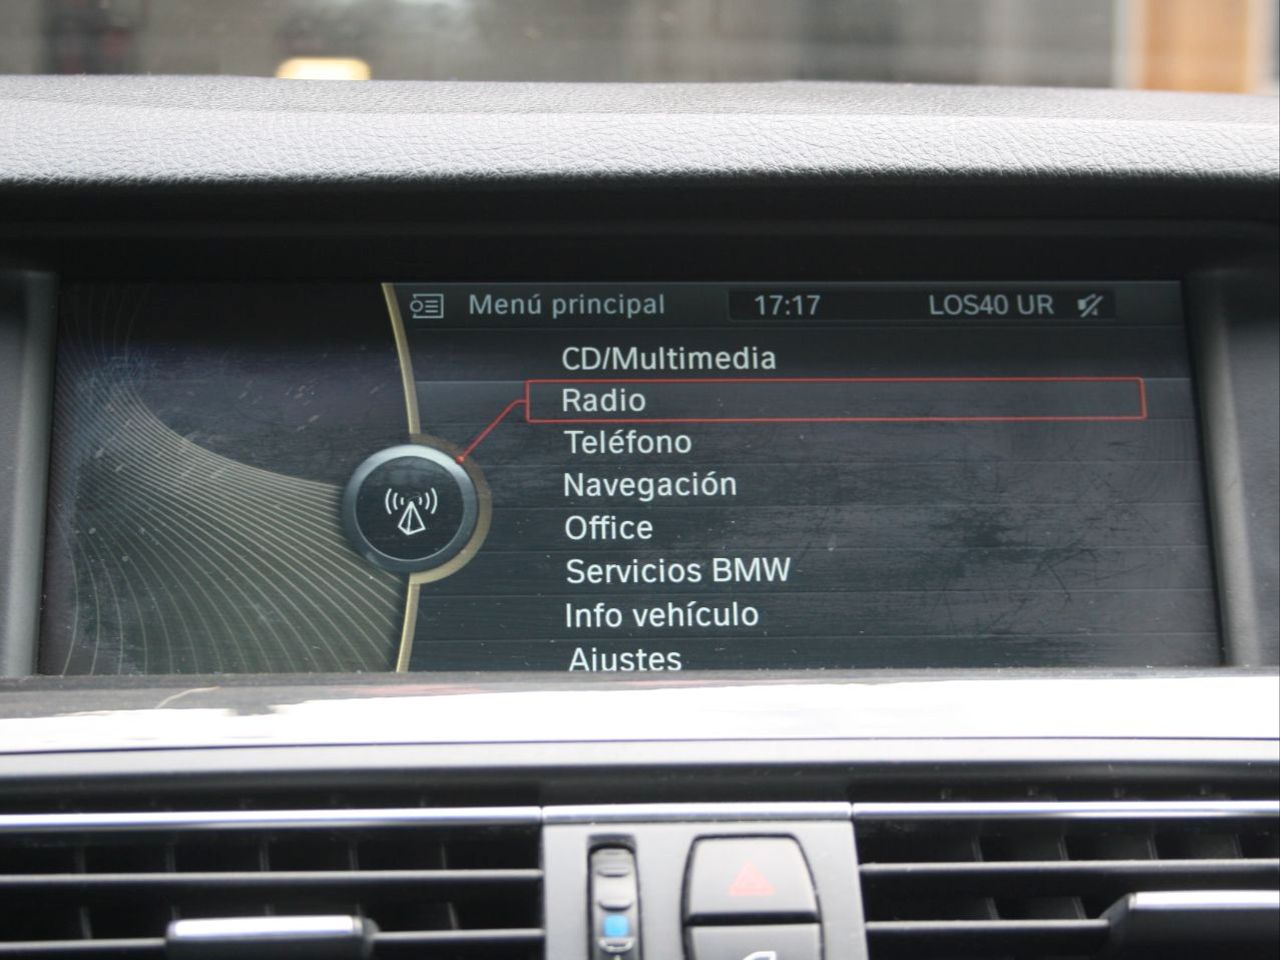 Menú principal 17:17 LOS40 UR
CD/Multimedia
Radio
Teléfono
Navegación
Office
Servicios BMW
Info vehículo
Ajustes